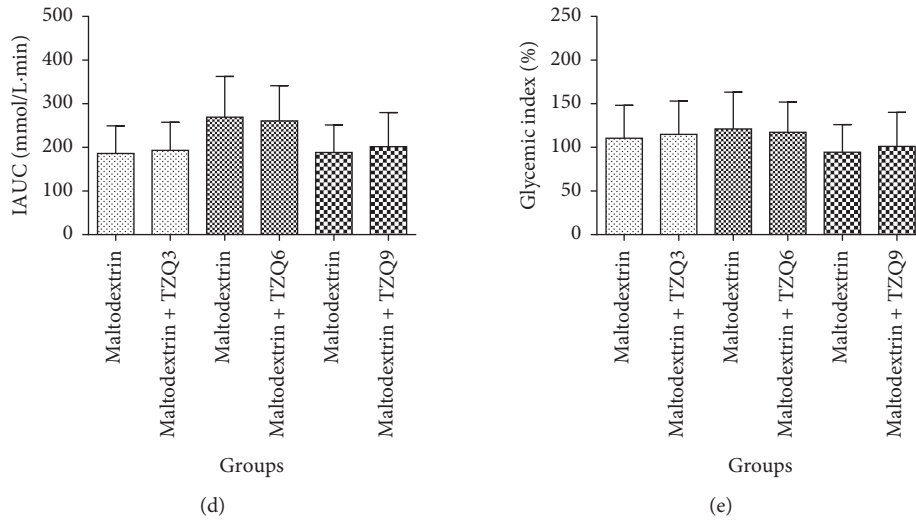 500
400
300
200
100
0
IAUC (mmol/L·min)
Maltodextrin
Maltodextrin + TZQ3
Maltodextrin
Maltodextrin + TZQ6
Maltodextrin
Maltodextrin + TZQ9
Groups
(d)
250
200
150
100
50
0
Glycemic index (%)
Maltodextrin
Maltodextrin + TZQ3
Maltodextrin
Maltodextrin + TZQ6
Maltodextrin
Maltodextrin + TZQ9
Groups
(e)